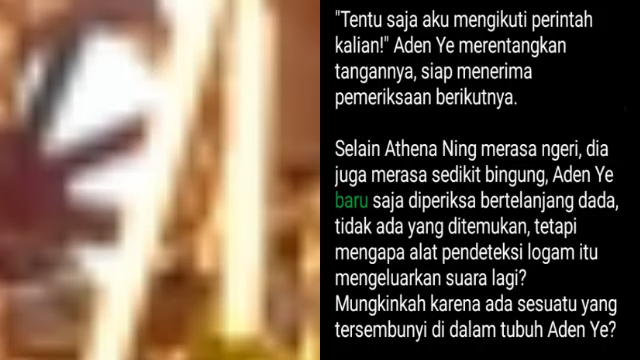 "Tentu saja aku mengikuti perintah
kalian!" Aden Ye merentangkan
tangannya, siap menerima
pemeriksaan berikutnya.
Selain Athena Ning merasa ngeri, dia
juga merasa sedikit bingung, Aden Ye
baru saja diperiksa bertelanjang dada,
tidak ada yang ditemukan, tetapi
mengapa alat pendeteksi logam itu
mengeluarkan suara lagi?
Mungkinkah karena ada sesuatu yang
tersembunyi di dalam tubuh Aden Ye?